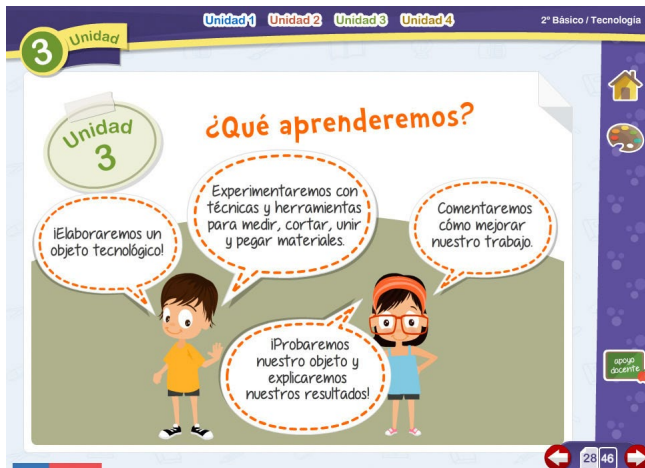 Unidad 1 Unidad 2 Unidad 3 Unidad 4
2° Básico / Tecnología
3 Unidad
Unidad
3
¿Qué aprenderemos?
¡Elaboraremos un
objeto tecnológico!
Experimentaremos con
técnicas y herramientas
para medir, cortar, unir
y pegar materiales.
Comentaremos
cómo mejorar
nuestro trabajo.
¡Probaremos
nuestro objeto y
explicaremos
nuestros resultados!
apoyo
docente
28 46